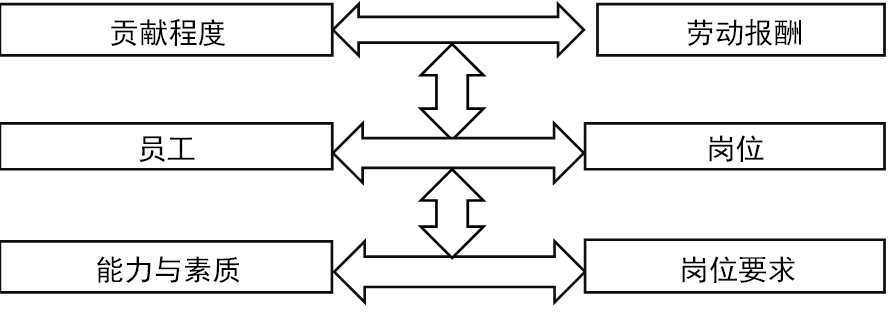 贡献程度
劳动报酬
员工
岗位
能力与素质
岗位要求